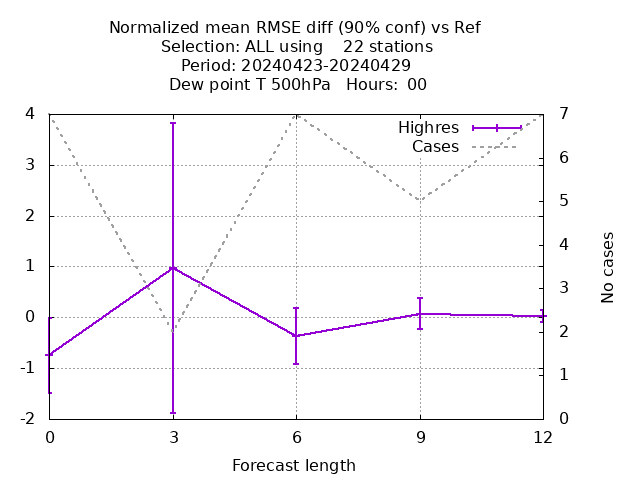 Normalized mean RMSE diff (90% conf) vs Ref
Selection: ALL using    22 stations
Period: 20240423-20240429
Dew point T 500hPa   Hours:  00
Highres
Cases
4
3
2
1
0
-1
-2
7
6
5
4
3
2
1
0
No cases
0 3 6 9 12
Forecast length